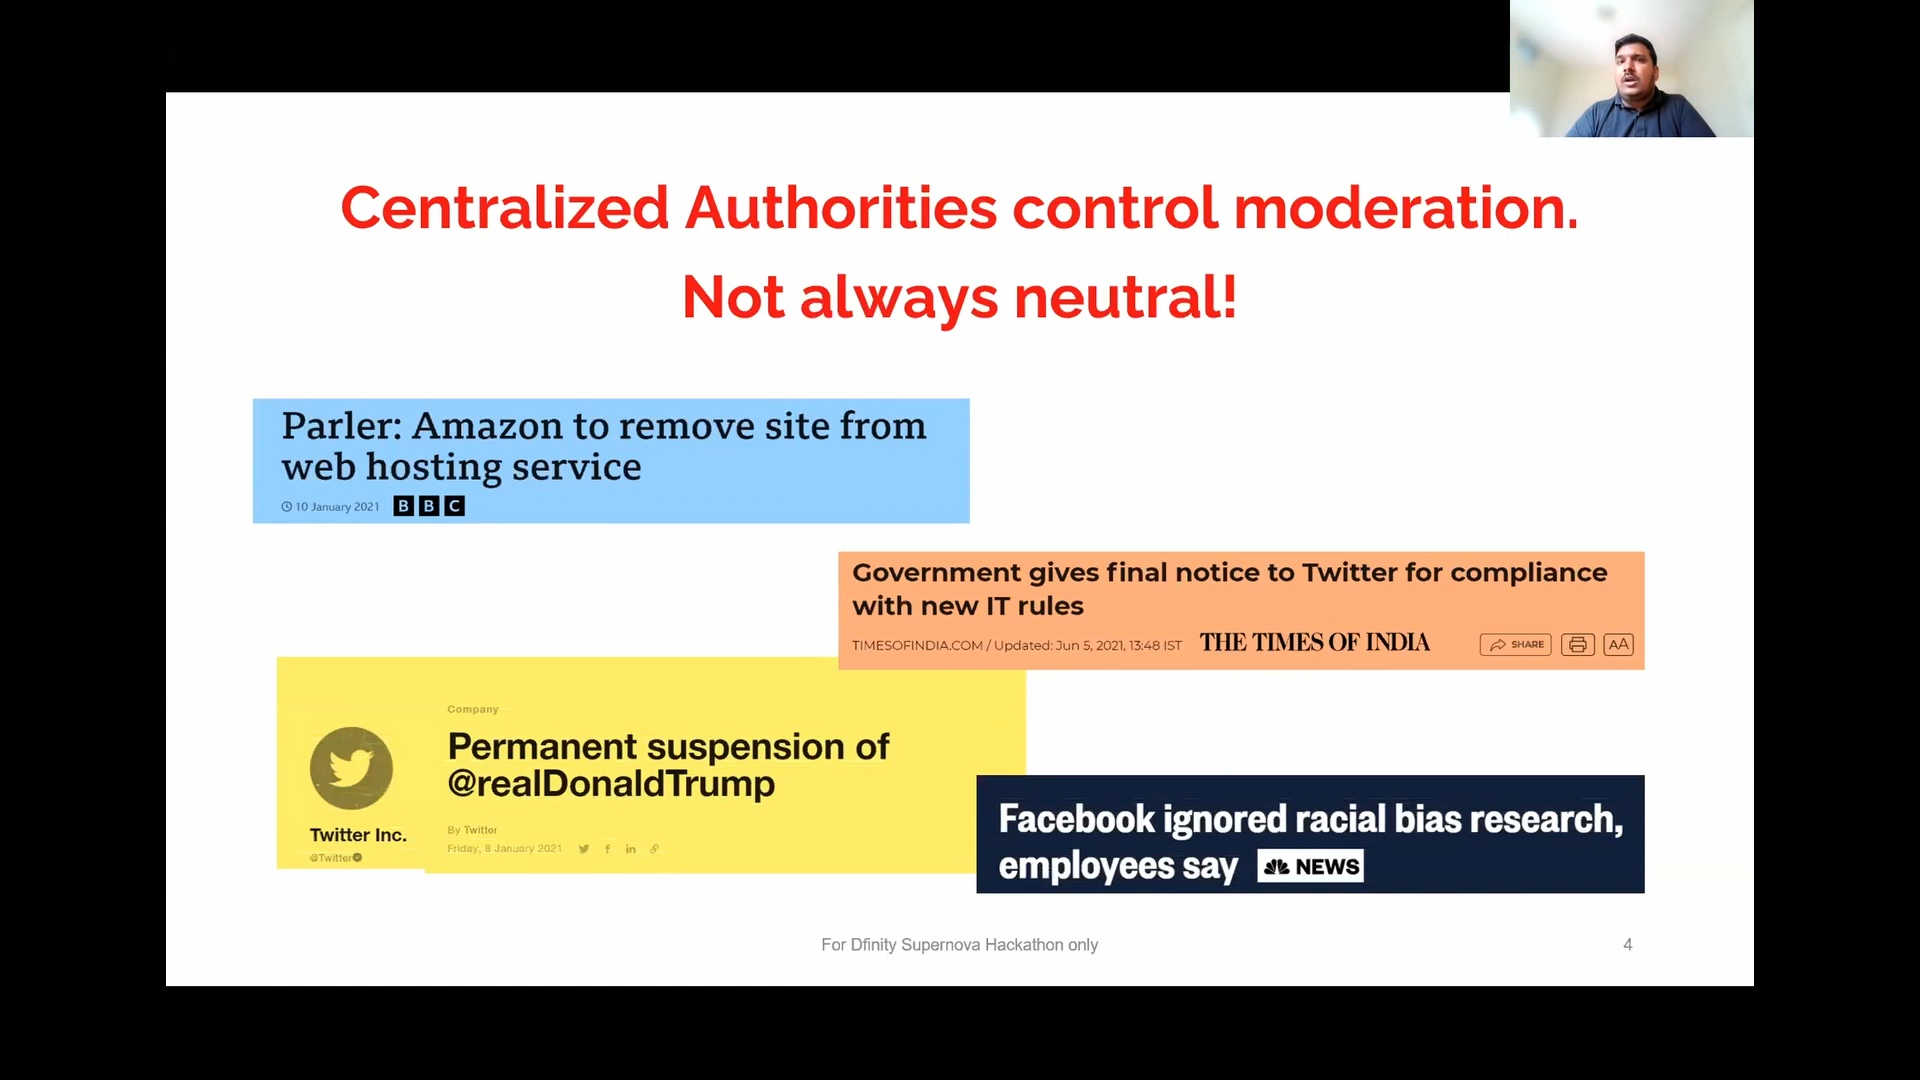 Centralized Authorities control moderation.
Not always neutral!
Parler: Amazon to remove site from
web hosting service
10 January 2021 BBC
Government gives final notice to Twitter for compliance
with new IT rules
TIMESOFINDIA.COM / Updated: Jun 5, 2021, 13:48 IST THE TIMES OF INDIA SHARE AA
Company
Permanent suspension of
@realDonaldTrump
By Twitter
Friday, 8 January 2021
Twitter Inc.
@Twitter
Facebook ignored racial bias research,
employees say NEWS
For Dfinity Supernova Hackathon only
4